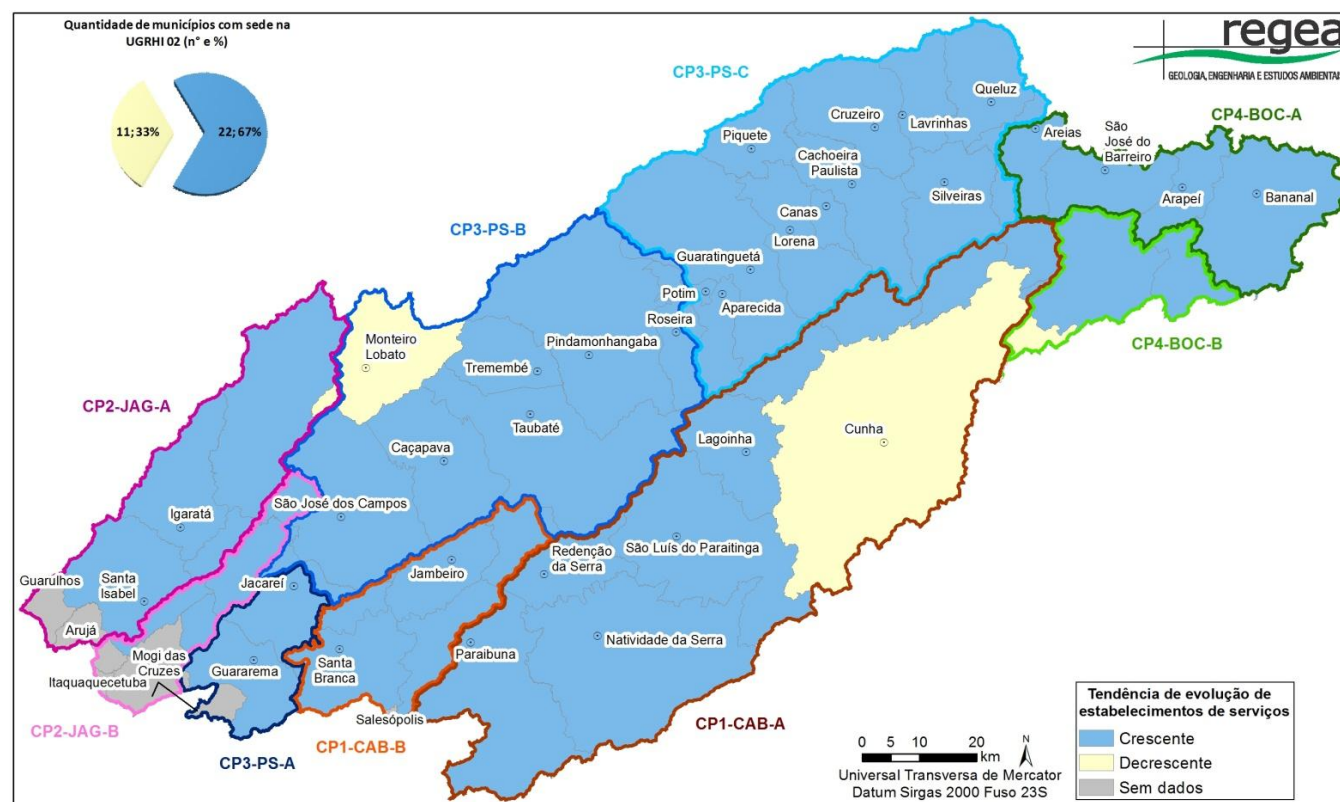 Quantidade de municípios com sede na
UGRHI 02 (n° e %)
11; 33%
22; 67%
regea
GEOLOGIA, ENGENHARIA E ESTUDOS AMBIENTAIS
CP3-PS-C
Queluz
CP4-BOC-A
Cruzeiro
Lavrinhas
Piquete
Areias
São
José do
Barreiro
Cachoeira
Paulista
Silveiras
Arapeí
Bananal
Canas
Lorena
CP3-PS-B
Guaratinguetá
Potim
Aparecida
Roseira
Monteiro
Lobato
Pindamonhangaba
Tremembé
CP4-BOC-B
CP2-JAG-A
Taubaté
Lagoinha
Cunha
Caçapava
São José dos Campos
Igaratá
São Luís do Paraitinga
Redenção
da Serra
Jambeiro
Guarúlhos
Santa
Isabel
Jacareí
Arujá
Natividade da Serra
Mogi das
Cruzes
Paraibuna
Santa
Branca
Guararema
Itaquaquecetuba
Salesópolis
CP2-JAG-B
CP1-CAB-A
CP1-CAB-B
CP3-PS-A
0 5 10 20
km
N
Universal Transversa de Mercator
Datum Sirgas 2000 Fuso 23S
Tendência de evolução de
estabelecimentos de serviços
Crescente
Decrescente
Sem dados